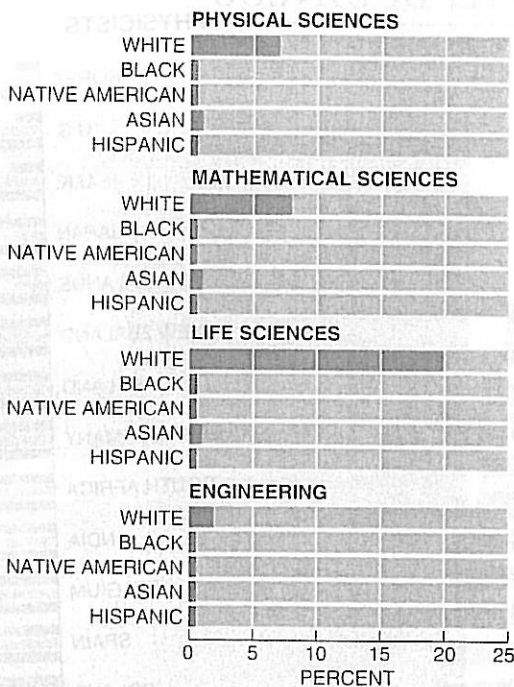 PHYSICAL SCIENCES
WHITE
BLACK
NATIVE AMERICAN
ASIAN
HISPANIC
MATHEMATICAL SCIENCES
WHITE
BLACK
NATIVE AMERICAN
ASIAN
HISPANIC
LIFE SCIENCES
WHITE
BLACK
NATIVE AMERICAN
ASIAN
HISPANIC
ENGINEERING
WHITE
BLACK
NATIVE AMERICAN
ASIAN
HISPANIC
0 5 10 15 20 25
PERCENT